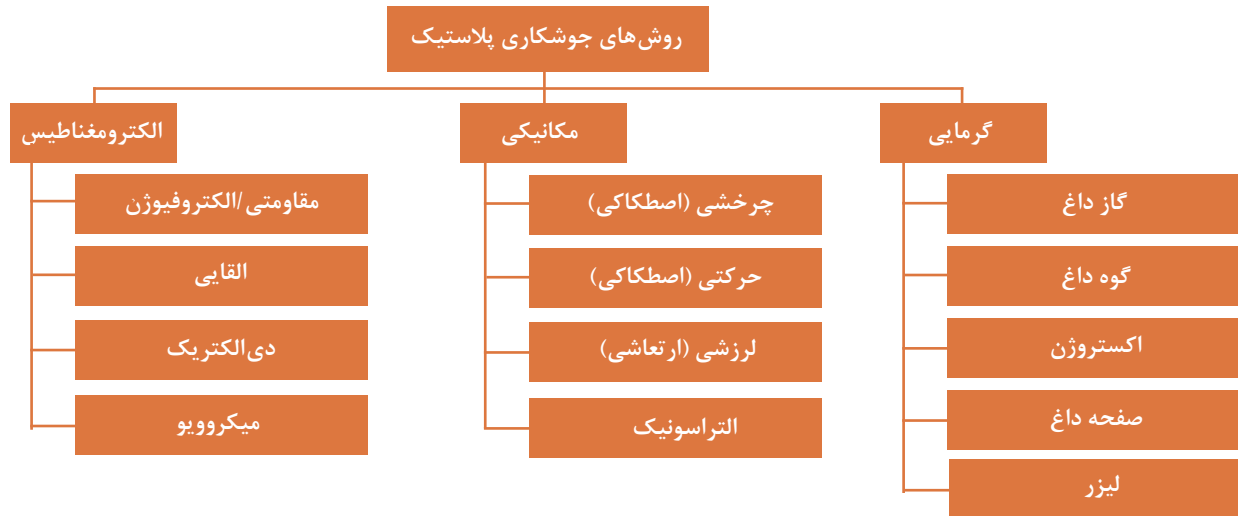 روش‌های جوشکاری پلاستیک
گرمایی
گاز داغ
گوه داغ
اکستروژن
صفحه داغ
لیزر
مکانیکی
چرخشی (اصطکاکی)
حرکتی (اصطکاکی)
لرزشی (ارتعاشی)
التراسونیک
الکترومغناطیس
مقاومتی/الکتروفیوژن
القایی
دی‌الکتریک
میکروویو